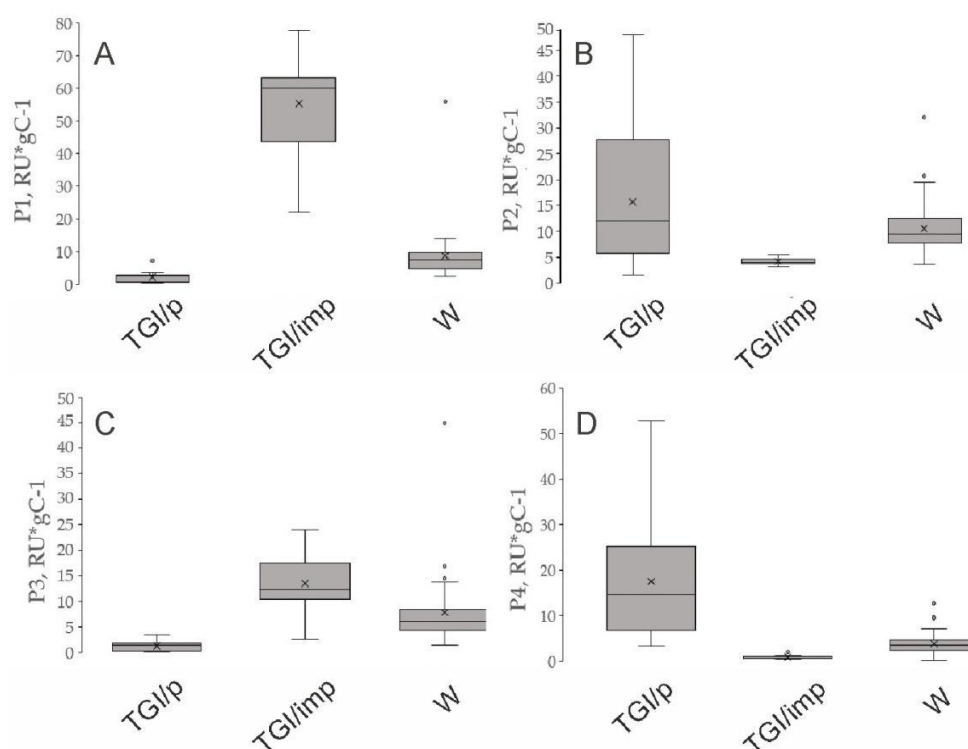 A
P1, RU*gC-1
80
70
60
50
40
30
20
10
0
TGI/p
TGI/imp
W
B
P2, RU*gC-1
50
45
40
35
30
25
20
15
10
5
0
TGI/p
TGI/imp
W
C
P3, RU*gC-1
50
45
40
35
30
25
20
15
10
5
0
TGI/p
TGI/imp
W
D
P4, RU*gC-1
60
50
40
30
20
10
0
TGI/p
TGI/imp
W